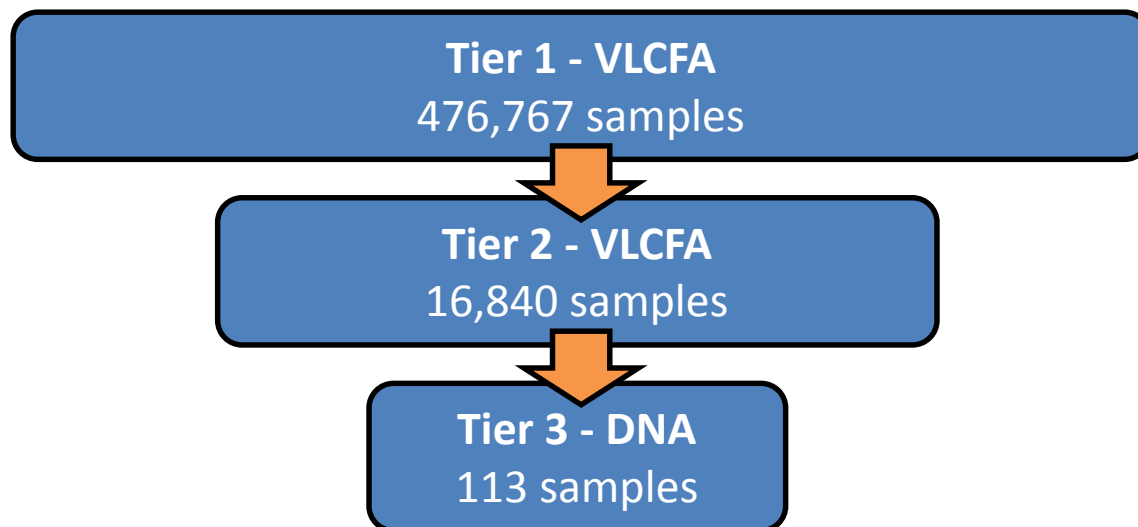 Tier 1 - VLCFA
476,767 samples
Tier 2 - VLCFA
16,840 samples
Tier 3 - DNA
113 samples